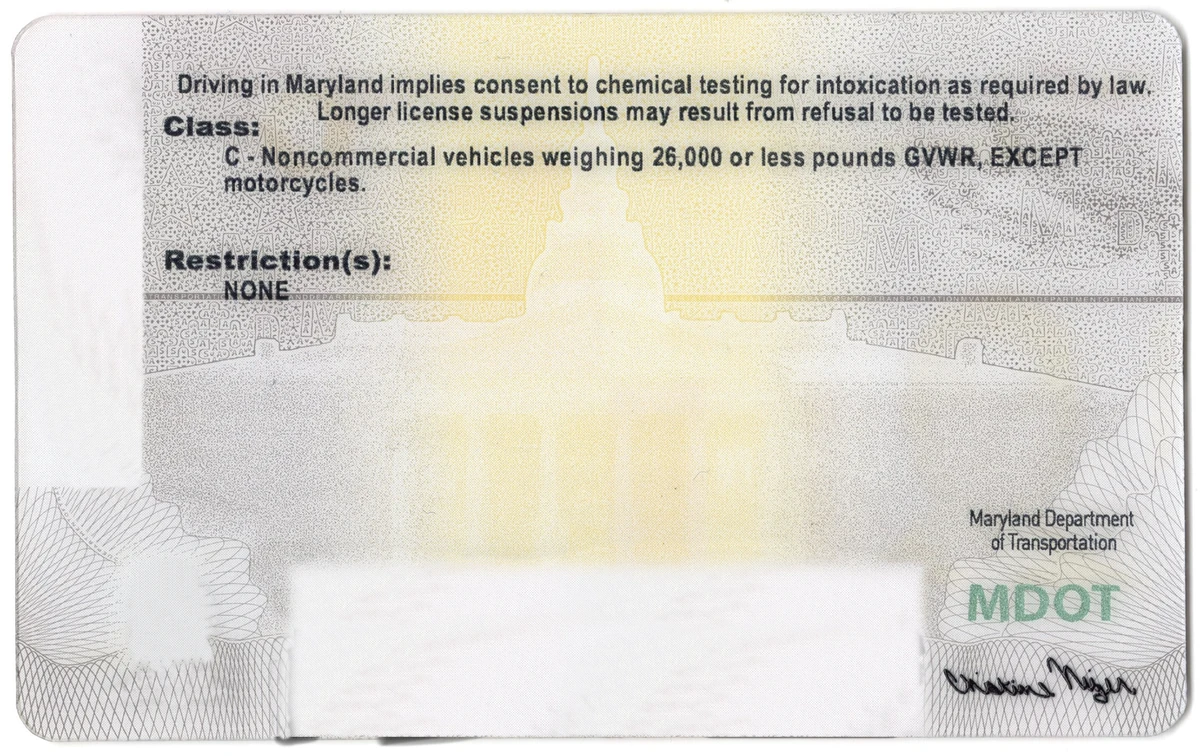 Driving in Maryland implies consent to chemical testing for intoxication as required by law.
Longer license suspensions may result from refusal to be tested.
Class:
C - Noncommercial vehicles weighing 26,000 or less pounds GVWR, EXCEPT
motorcycles.
Restriction(s):
NONE
Maryland Department
of Transportation
MDOT